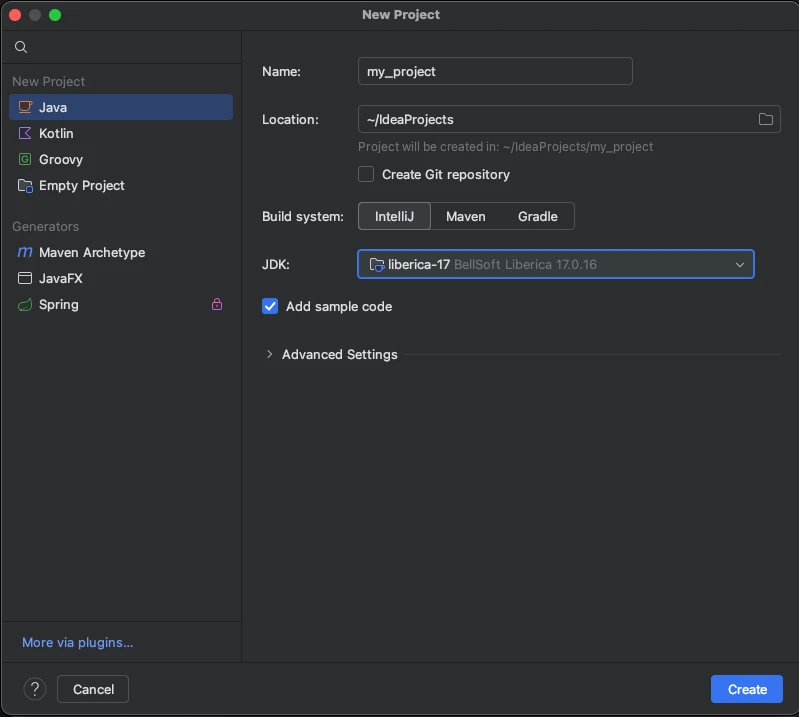 New Project
New Project
Java
Kotlin
G Groovy
Empty Project
Generators
m Maven Archetype
JavaFX
Spring
More via plugins...
Name: my_project
Location: ~/IdeaProjects
Project will be created in: ~/IdeaProjects/my_project
Create Git repository
Build system: IntelliJ Maven Gradle
JDK: liberica-17 BellSoft Liberica 17.0.16
Add sample code
Advanced Settings
? Cancel Create